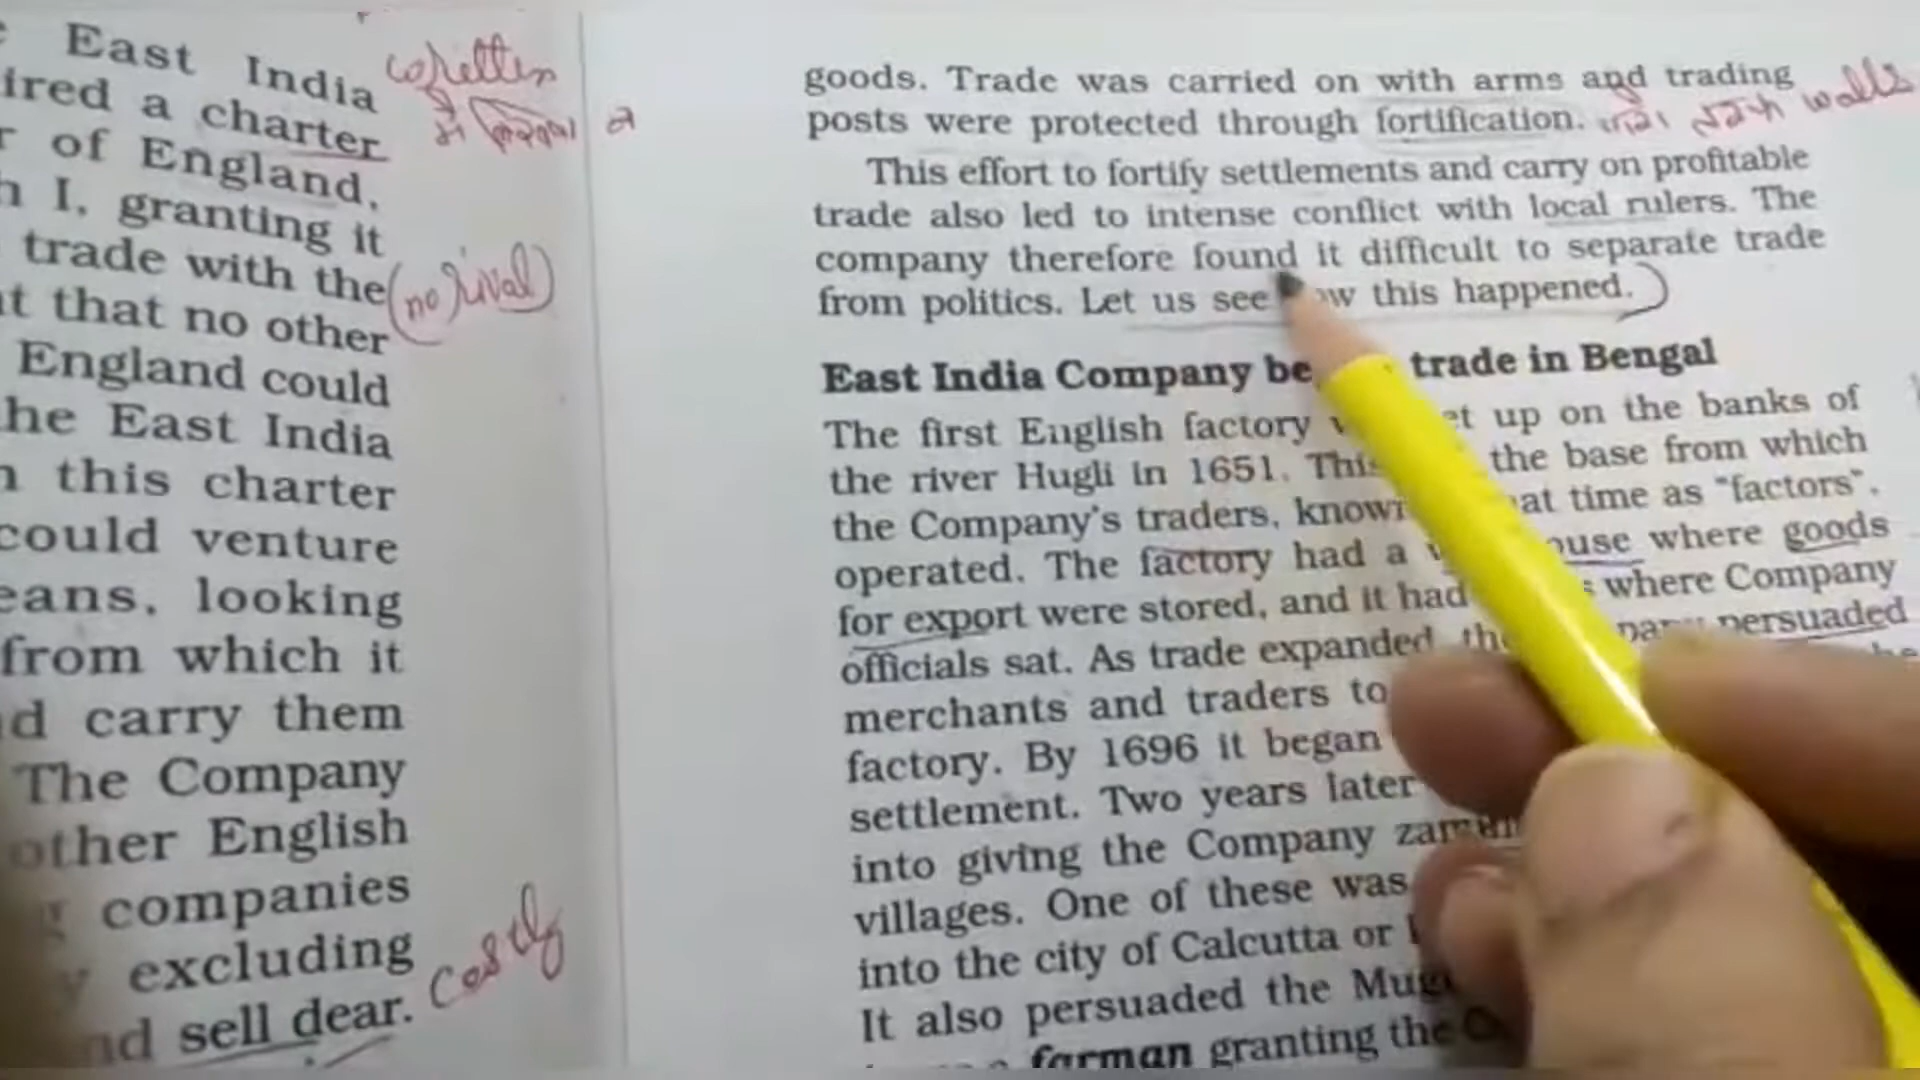 East India
ired a charter
r of England,
h I, granting it
trade with the
t that no other
England could
he East India
n this charter
could venture
eans, looking
from which it
d carry them
The Company
other English
companies
y excluding
nd sell dear.
written
(no rival)
costly
goods. Trade was carried on with arms and trading
posts were protected through fortification.
walls
This effort to fortify settlements and carry on profitable
trade also led to intense conflict with local rulers. The
company therefore found it difficult to separate trade
from politics. Let us see ow this happened.
East India Company be trade in Bengal
The first English factory et up on the banks of
the river Hugli in 1651. This the base from which
the Company's traders, known at time as "factors",
operated. The factory had a ouse where goods
for export were stored, and it had where Company
officials sat. As trade expanded, the pany persuaded
merchants and traders to
factory. By 1696 it began
settlement. Two years later
into giving the Company zamin
villages. One of these was
into the city of Calcutta or
It also persuaded the Mug
farman granting the